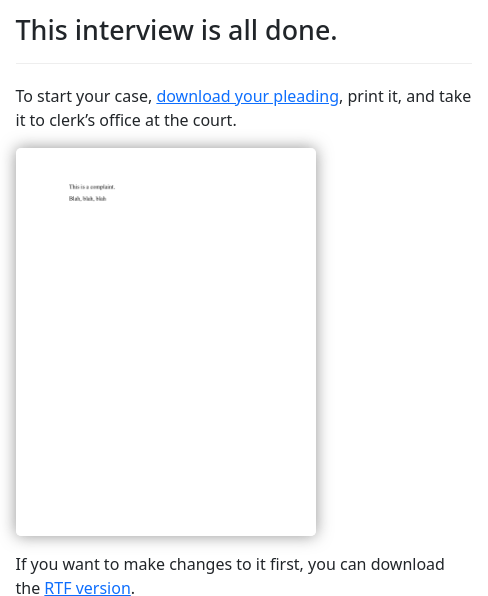 This interview is all done.
To start your case, download your pleading, print it, and take
it to clerk’s office at the court.
This is a complaint.
Blah, blah, blah
If you want to make changes to it first, you can download
the RTF version.